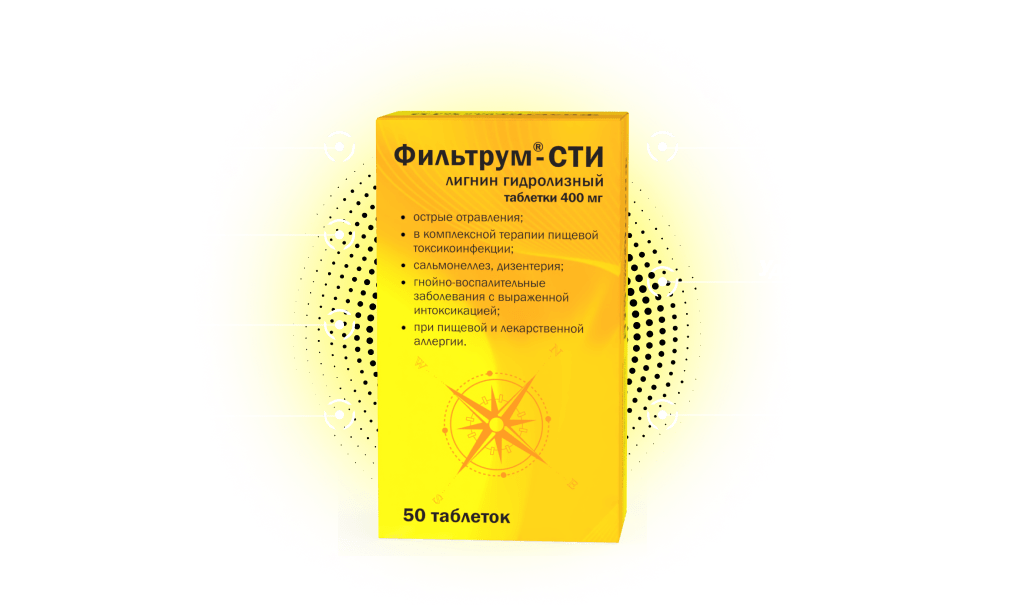 Фильтрум®-СТИ
лигнин гидролизный
таблетки 400 мг
• острые отравления;
• в комплексной терапии пищевой
токсикоинфекции;
• сальмонеллез, дизентерия;
• гнойно-воспалительные
заболевания с выраженной
интоксикацией;
• при пищевой и лекарственной
аллергии.
W N
S E
50 таблеток